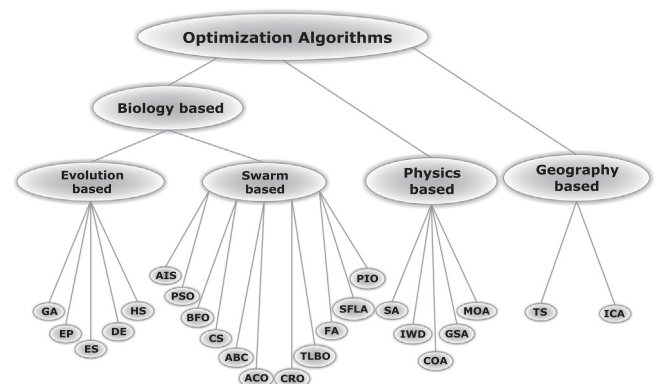 Optimization Algorithms
Biology based
Evolution
based
Swarm
based
Physics
based
Geography
based
GA
EP
ES
DE
HS
AIS
PSO
BFO
CS
ABC
ACO
CRO
TLBO
FA
SFLA
PIO
SA
IWD
COA
GSA
MOA
TS
ICA